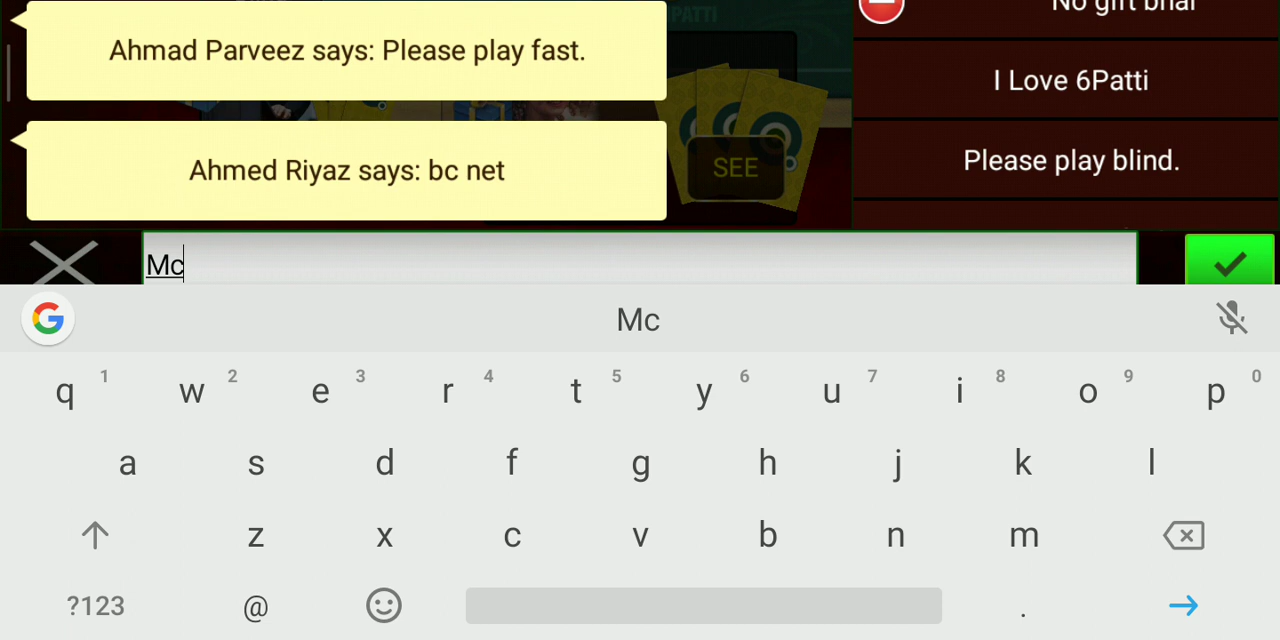 PATTI
No gift bhai
Ahmad Parveez says: Please play fast.
I Love 6Patti
Ahmed Riyaz says: bc net
SEE
Please play blind.
Mc
Mc
q 1 w 2 e 3 r 4 t 5 y 6 u 7 i 8 o 9 p 0
a s d f g h j k l
z x c v b n m
?123 @ .